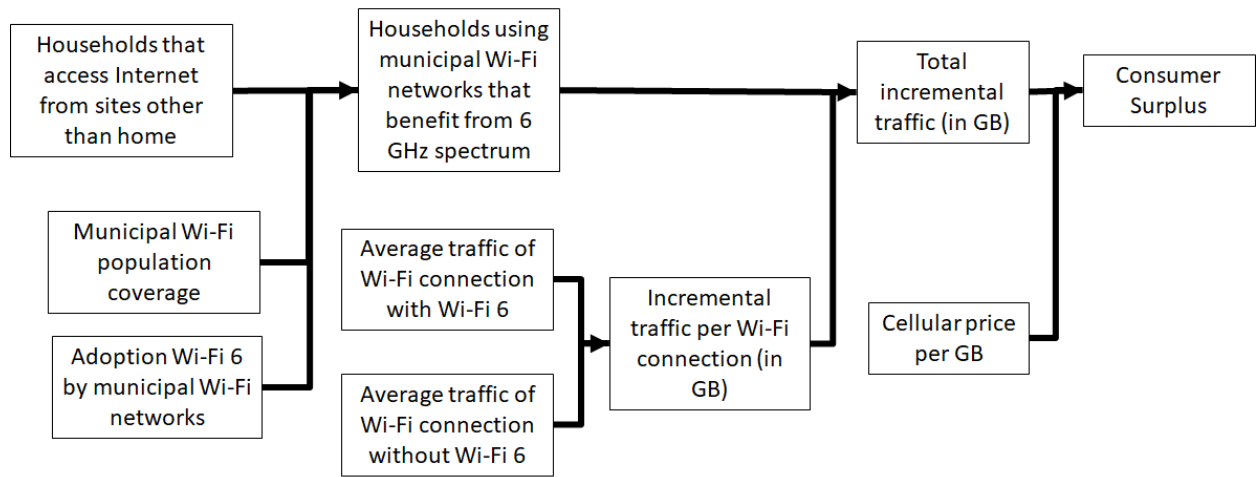 Households that
access Internet
from sites other
than home
Households using
municipal Wi-Fi
networks that
benefit from 6
GHz spectrum
Total
incremental
traffic (in GB)
Consumer
Surplus
Municipal Wi-Fi
population
coverage
Average traffic of
Wi-Fi connection
with Wi-Fi 6
Incremental
traffic per Wi-Fi
connection (in
GB)
Cellular price
per GB
Adoption Wi-Fi 6
by municipal Wi-Fi
networks
Average traffic of
Wi-Fi connection
without Wi-Fi 6